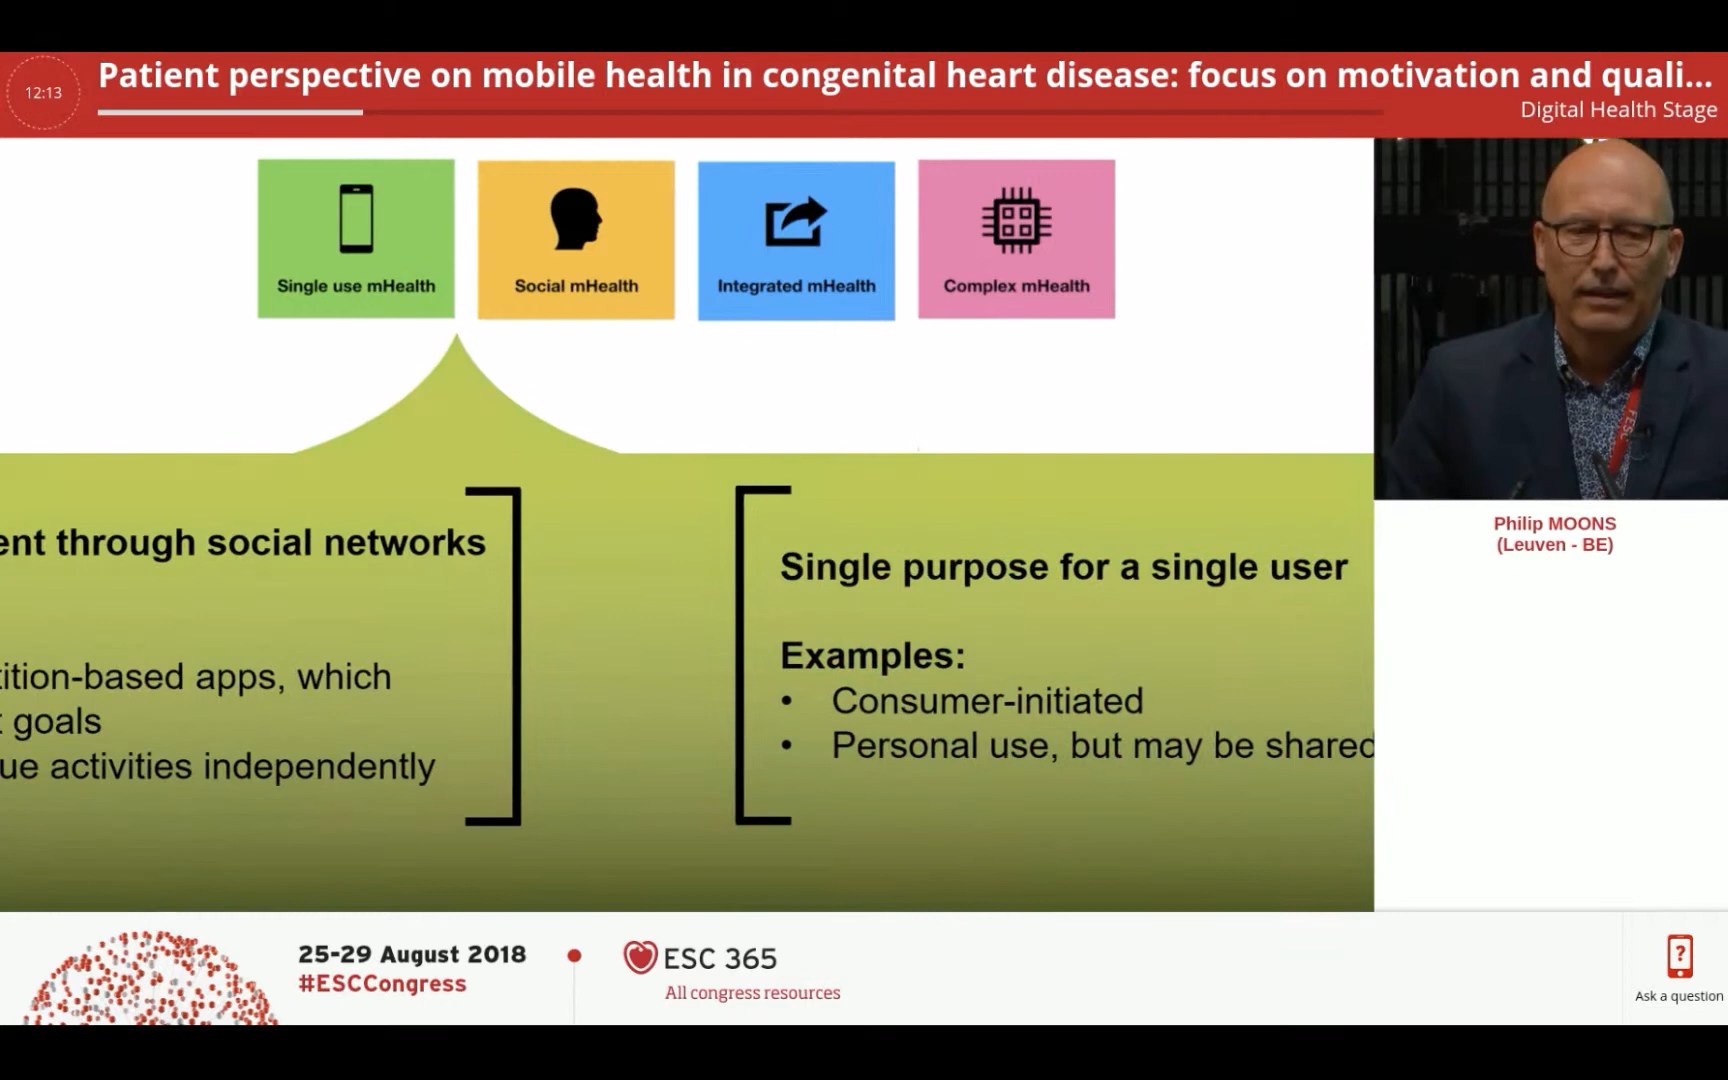 12:13
Patient perspective on mobile health in congenital heart disease: focus on motivation and quali...
Digital Health Stage
Single use mHealth
Social mHealth
Integrated mHealth
Complex mHealth
ent through social networks
tition-based apps, which
t goals
ue activities independently
Single purpose for a single user
Examples:
• Consumer-initiated
• Personal use, but may be shared
FESC
Philip MOONS
(Leuven - BE)
25-29 August 2018
#ESCCongress
ESC 365
All congress resources
?
Ask a question